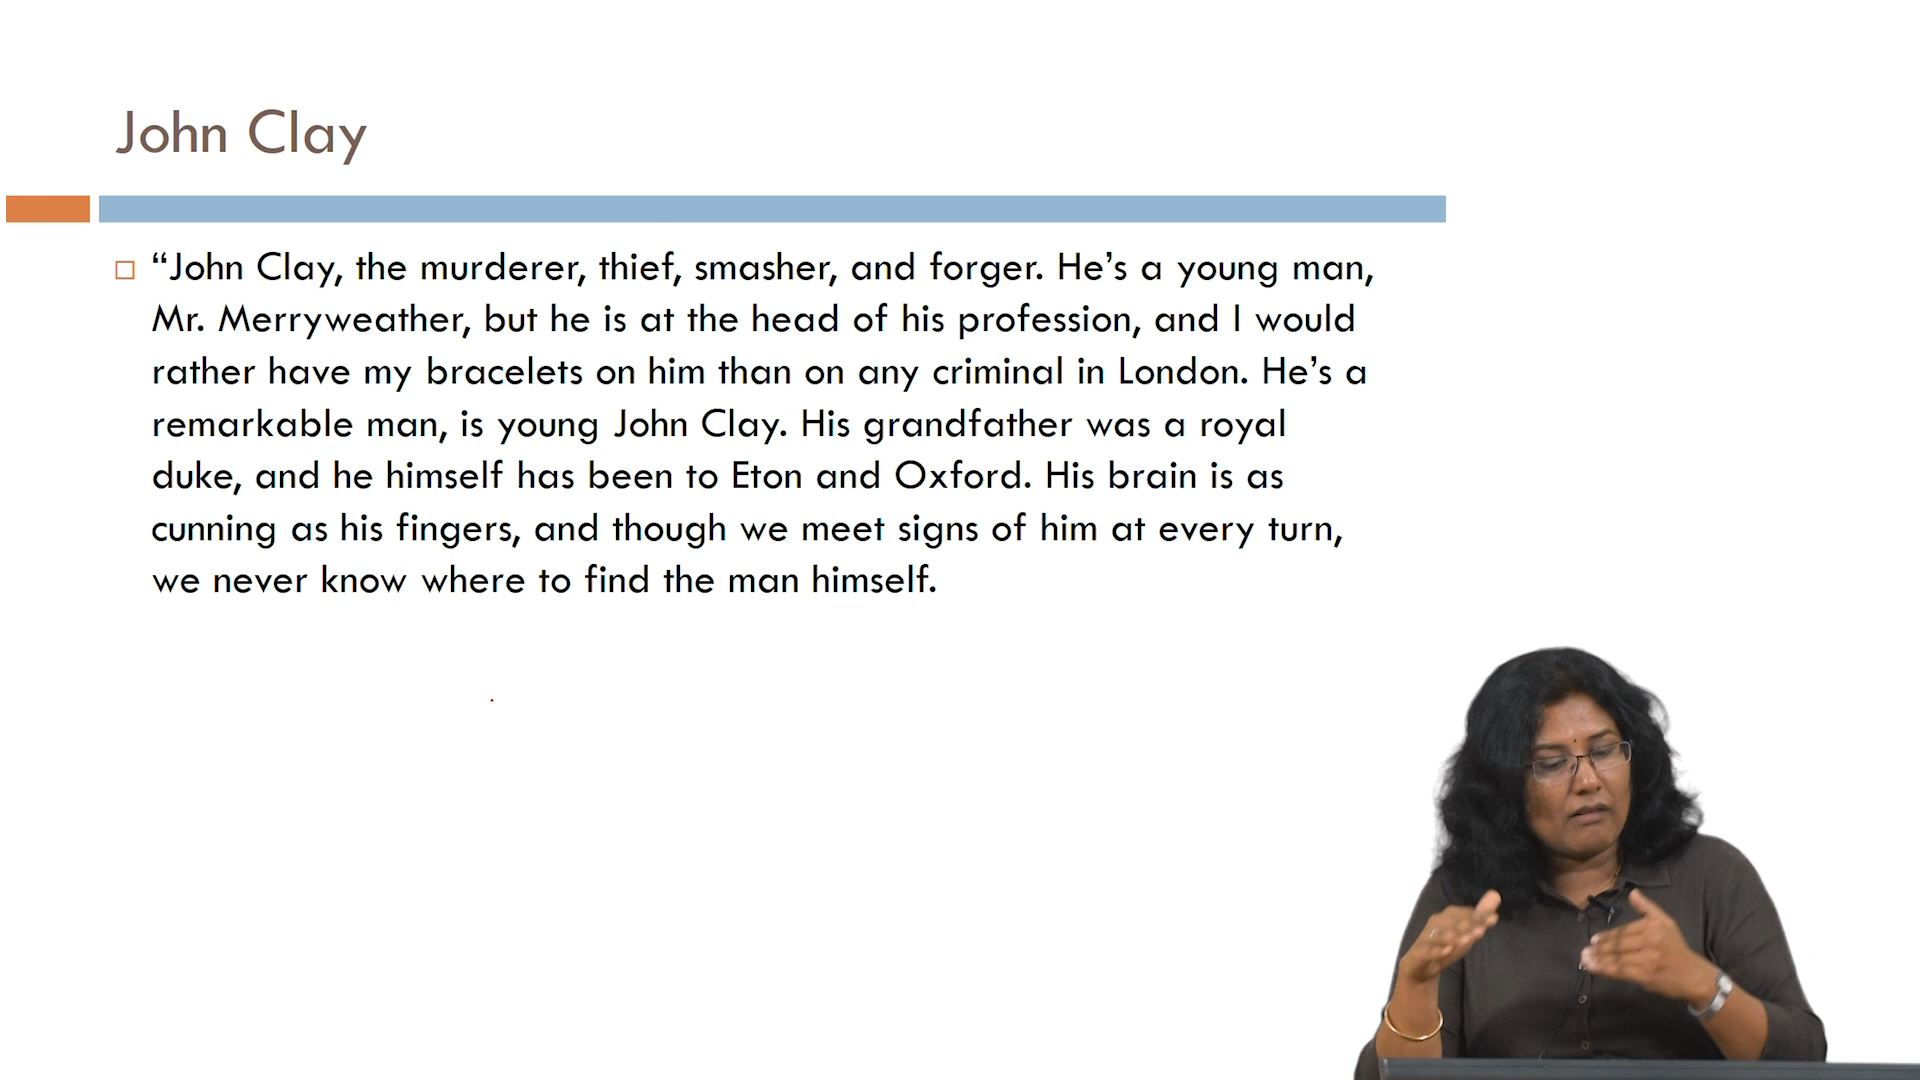 John Clay
“John Clay, the murderer, thief, smasher, and forger. He’s a young man,
Mr. Merryweather, but he is at the head of his profession, and I would
rather have my bracelets on him than on any criminal in London. He’s a
remarkable man, is young John Clay. His grandfather was a royal
duke, and he himself has been to Eton and Oxford. His brain is as
cunning as his fingers, and though we meet signs of him at every turn,
we never know where to find the man himself.